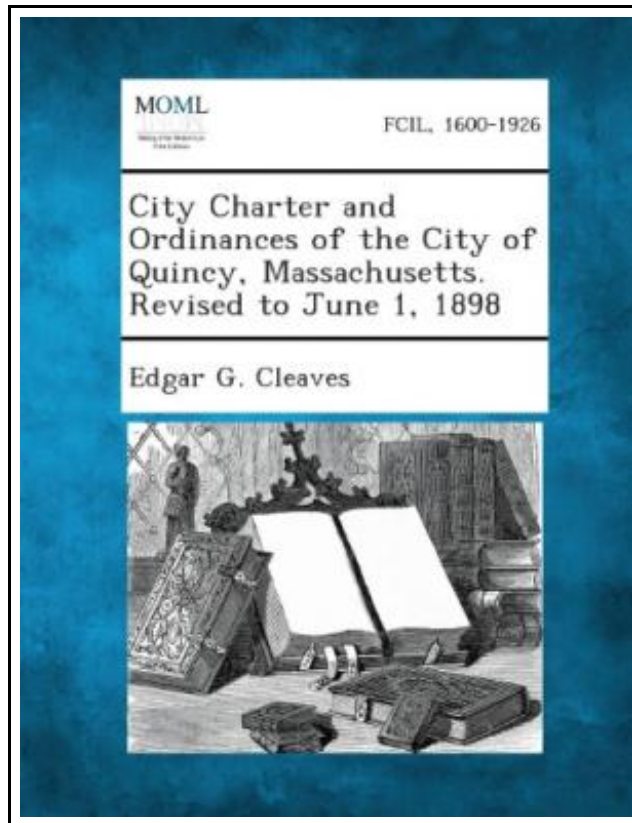 MOML
FCIL, 1600-1926
City Charter and
Ordinances of the City of
Quincy, Massachusetts.
Revised to June 1, 1898
Edgar G. Cleaves